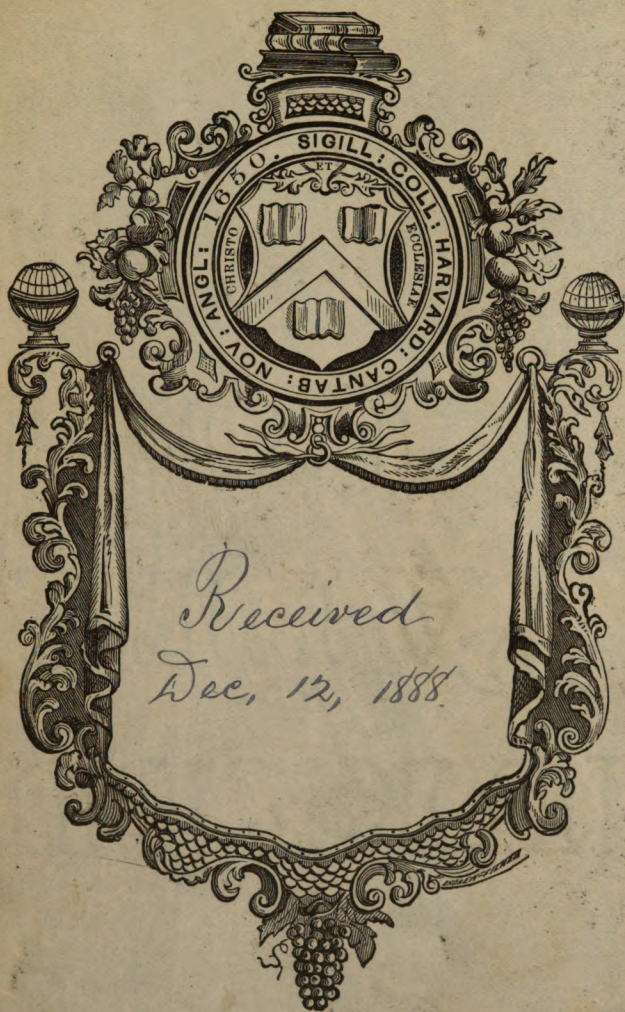 SIGILL: COLL: HARVARD: CANTAB: NOV: ANGL: 1650.
CHRISTO
ET
ECCLESIAE
Received
Dec, 12, 1888.